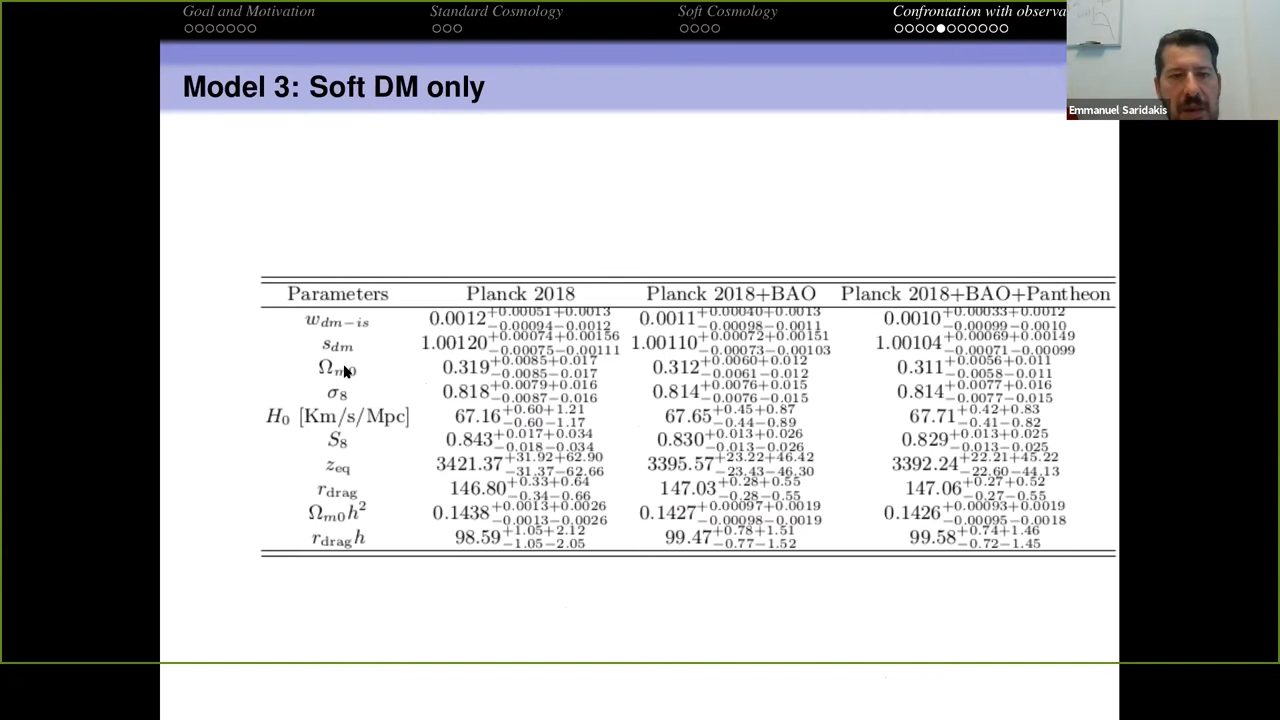 Goal and Motivation Standard Cosmology Soft Cosmology Confrontation with observa
Model 3: Soft DM only
Emmanuel Saridakis
Parameters Planck 2018 Planck 2018+BAO Planck 2018+BAO+Pantheon
w_{dm-is} 0.0012^{+0.00051+0.0013}_{-0.00094-0.0012} 0.0011^{+0.00040+0.0013}_{-0.00098-0.0011} 0.0010^{+0.00033+0.0012}_{-0.00099-0.0010}
s_{dm} 1.00120^{+0.00074+0.00156}_{-0.00075-0.00111} 1.00110^{+0.00072+0.00151}_{-0.00073-0.00103} 1.00104^{+0.00069+0.00149}_{-0.00071-0.00099}
Ω_{m0} 0.319^{+0.0085+0.017}_{-0.0085-0.017} 0.312^{+0.0060+0.012}_{-0.0061-0.012} 0.311^{+0.0056+0.011}_{-0.0058-0.011}
σ_8 0.818^{+0.0079+0.016}_{-0.0087-0.016} 0.814^{+0.0076+0.015}_{-0.0076-0.015} 0.814^{+0.0077+0.016}_{-0.0077-0.015}
H_0 [Km/s/Mpc] 67.16^{+0.60+1.21}_{-0.60-1.17} 67.65^{+0.45+0.87}_{-0.44-0.89} 67.71^{+0.42+0.83}_{-0.41-0.82}
S_8 0.843^{+0.017+0.034}_{-0.018-0.034} 0.830^{+0.013+0.026}_{-0.013-0.026} 0.829^{+0.013+0.025}_{-0.013-0.025}
z_{eq} 3421.37^{+31.92+62.90}_{-31.37-62.66} 3395.57^{+23.22+46.42}_{-23.43-46.30} 3392.24^{+22.21+45.22}_{-22.60-44.13}
r_{drag} 146.80^{+0.33+0.64}_{-0.34-0.66} 147.03^{+0.28+0.55}_{-0.28-0.55} 147.06^{+0.27+0.52}_{-0.27-0.55}
Ω_{m0}h^2 0.1438^{+0.0013+0.0026}_{-0.0013-0.0026} 0.1427^{+0.00097+0.0019}_{-0.00098-0.0019} 0.1426^{+0.00093+0.0019}_{-0.00095-0.0018}
r_{drag}h 98.59^{+1.05+2.12}_{-1.05-2.05} 99.47^{+0.78+1.51}_{-0.77-1.52} 99.58^{+0.74+1.46}_{-0.72-1.45}